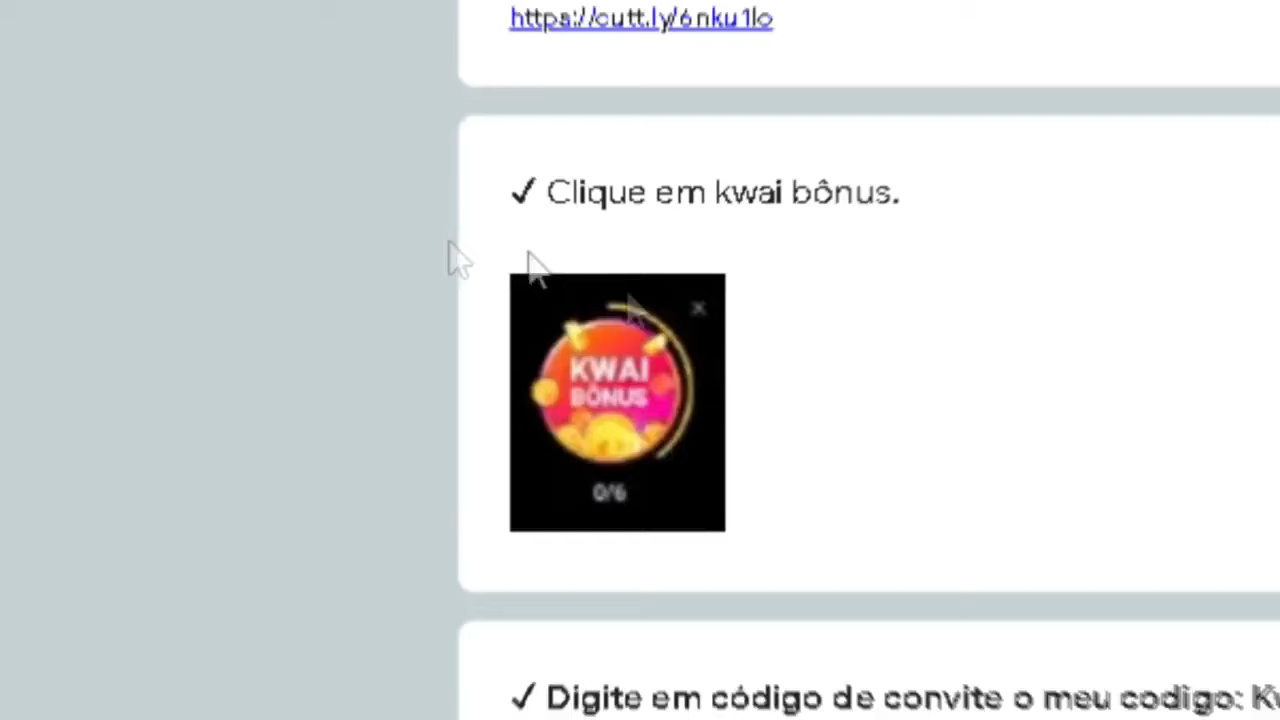 https://cutt.ly/6nku1lo
✓ Clique em kwai bônus.
KWAI
BÔNUS
0/6
✓ Digite em código de convite o meu codigo: